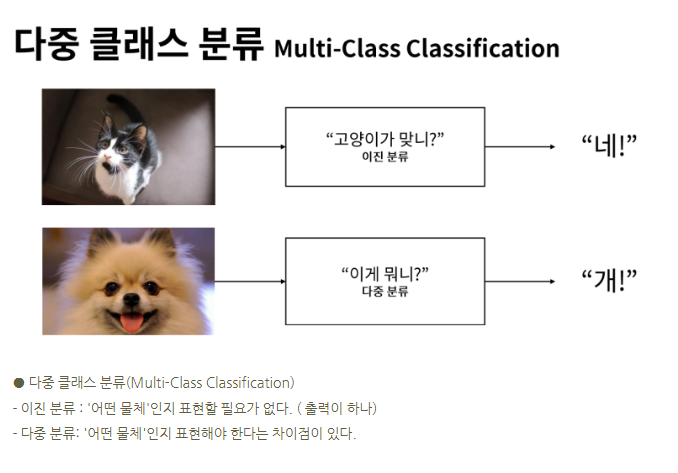 다중 클래스 분류 Multi-Class Classification
“고양이가 맞니?”
이진 분류
“네!”
“이게 뭐니?”
다중 분류
“개!”
● 다중 클래스 분류(Multi-Class Classification)
- 이진 분류 : '어떤 물체'인지 표현할 필요가 없다. ( 출력이 하나)
- 다중 분류: '어떤 물체'인지 표현해야 한다는 차이점이 있다.